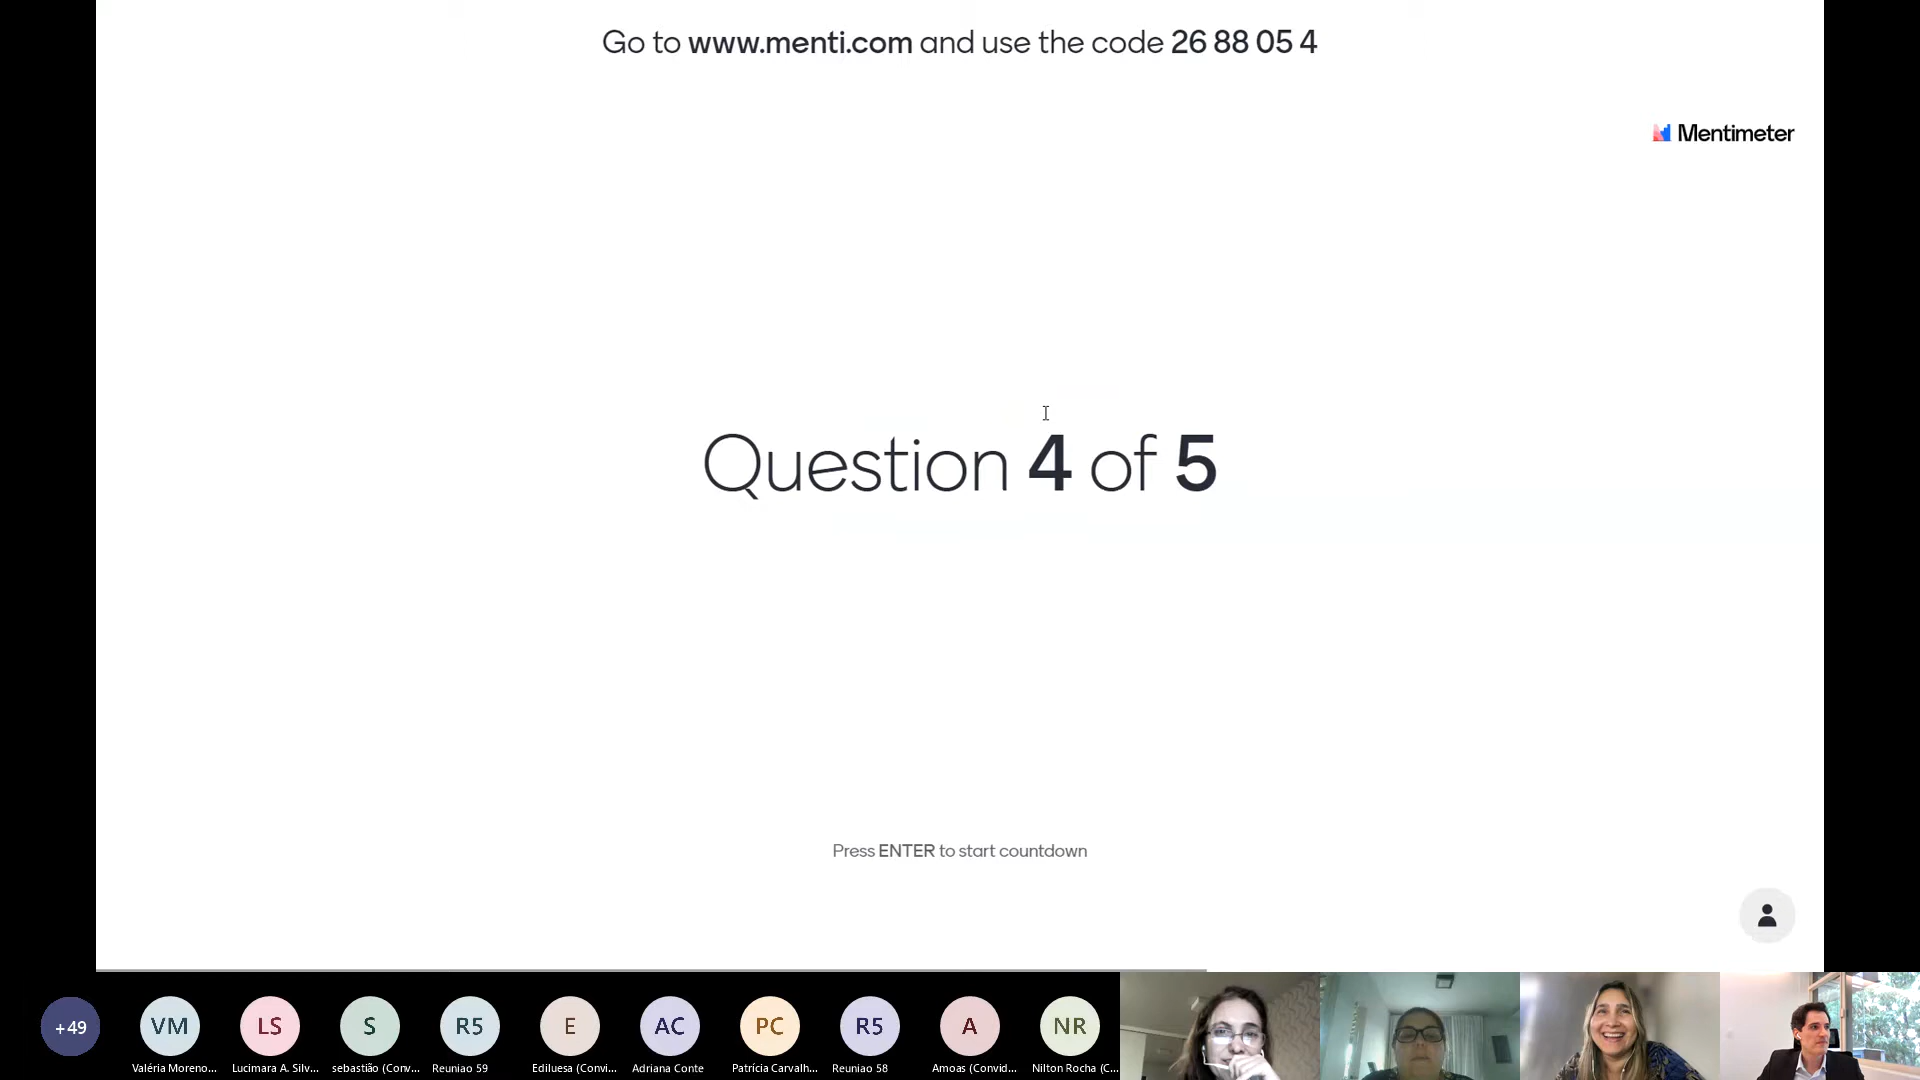 Go to www.menti.com and use the code 26 88 05 4
Mentimeter
Question 4 of 5
Press ENTER to start countdown
+49
VM
LS
S
R5
E
AC
PC
R5
A
NR
Valéria Moreno...
Lucimara A. Silv...
sebastião (Conv...
Reuniao 59
Ediluesa (Convi...
Adriana Conte
Patrícia Carvalh...
Reuniao 58
Amoas (Convid...
Nilton Rocha (C...